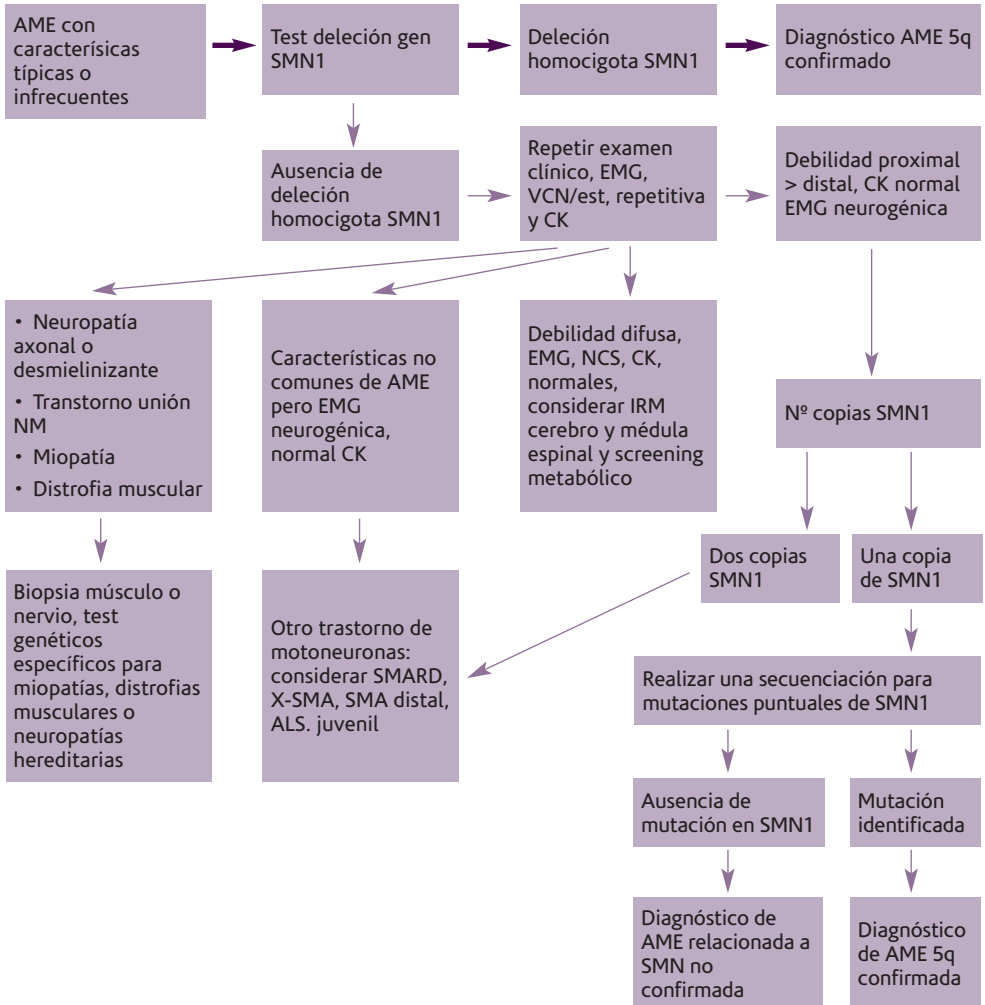 AME con
caracterísicas
típicas o
infrecuentes
Test deleción gen
SMN1
Deleción
homocigota SMN1
Diagnóstico AME 5q
confirmado
Ausencia de
deleción
homocigota SMN1
Repetir examen
clínico, EMG,
VCN/est, repetitiva
y CK
Debilidad proximal
> distal, CK normal
EMG neurogénica
• Neuropatía
axonal o
desmielinizante
• Transtorno unión
NM
• Miopatía
• Distrofia muscular
Características no
comunes de AME
pero EMG
neurogénica,
normal CK
Debilidad difusa,
EMG, NCS, CK,
normales,
considerar IRM
cerebro y médula
espinal y screening
metabólico
Nº copias SMN1
Dos copias
SMN1
Una copia
de SMN1
Biopsia músculo o
nervio, test
genéticos
específicos para
miopatías, distrofias
musculares o
neuropatías
hereditarias
Otro trastorno de
motoneuronas:
considerar SMARD,
X-SMA, SMA distal,
ALS. juvenil
Realizar una secuenciación para
mutaciones puntuales de SMN1
Ausencia de
mutación en SMN1
Mutación
identificada
Diagnóstico de
AME relacionada a
SMN no
confirmada
Diagnóstico
de AME 5q
confirmada